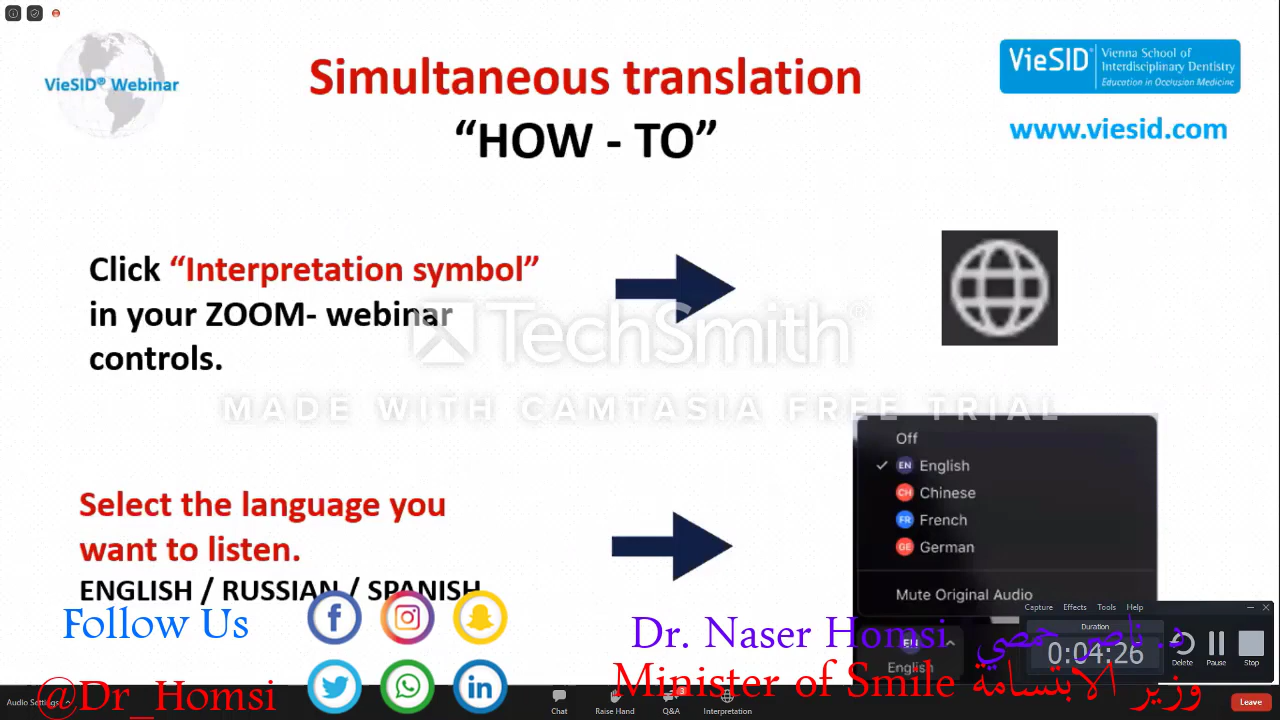 VieSID® Webinar
Simultaneous translation
“HOW - TO”
VieSID®
Vienna School of
Interdisciplinary Dentistry
Education in Occlusion Medicine
www.viesid.com
Click “Interpretation symbol”
in your ZOOM- webinar
controls.
TechSmith®
MADE WITH CAMTASIA FREE TRIAL
Off
EN English
CH Chinese
FR French
GE German
Mute Original Audio
Select the language you
want to listen.
ENGLISH / RUSSIAN / SPANISH
Capture Effects Tools Help
Duration
0:04:26
Delete Pause Stop
EN
English
Follow Us
Dr. Naser Homsi د. ناصر حمصي
Minister of Smile وزير الابتسامة
@Dr_Homsi
Audio Settings
Chat
Raise Hand
Q&A
3
Interpretation
Leave